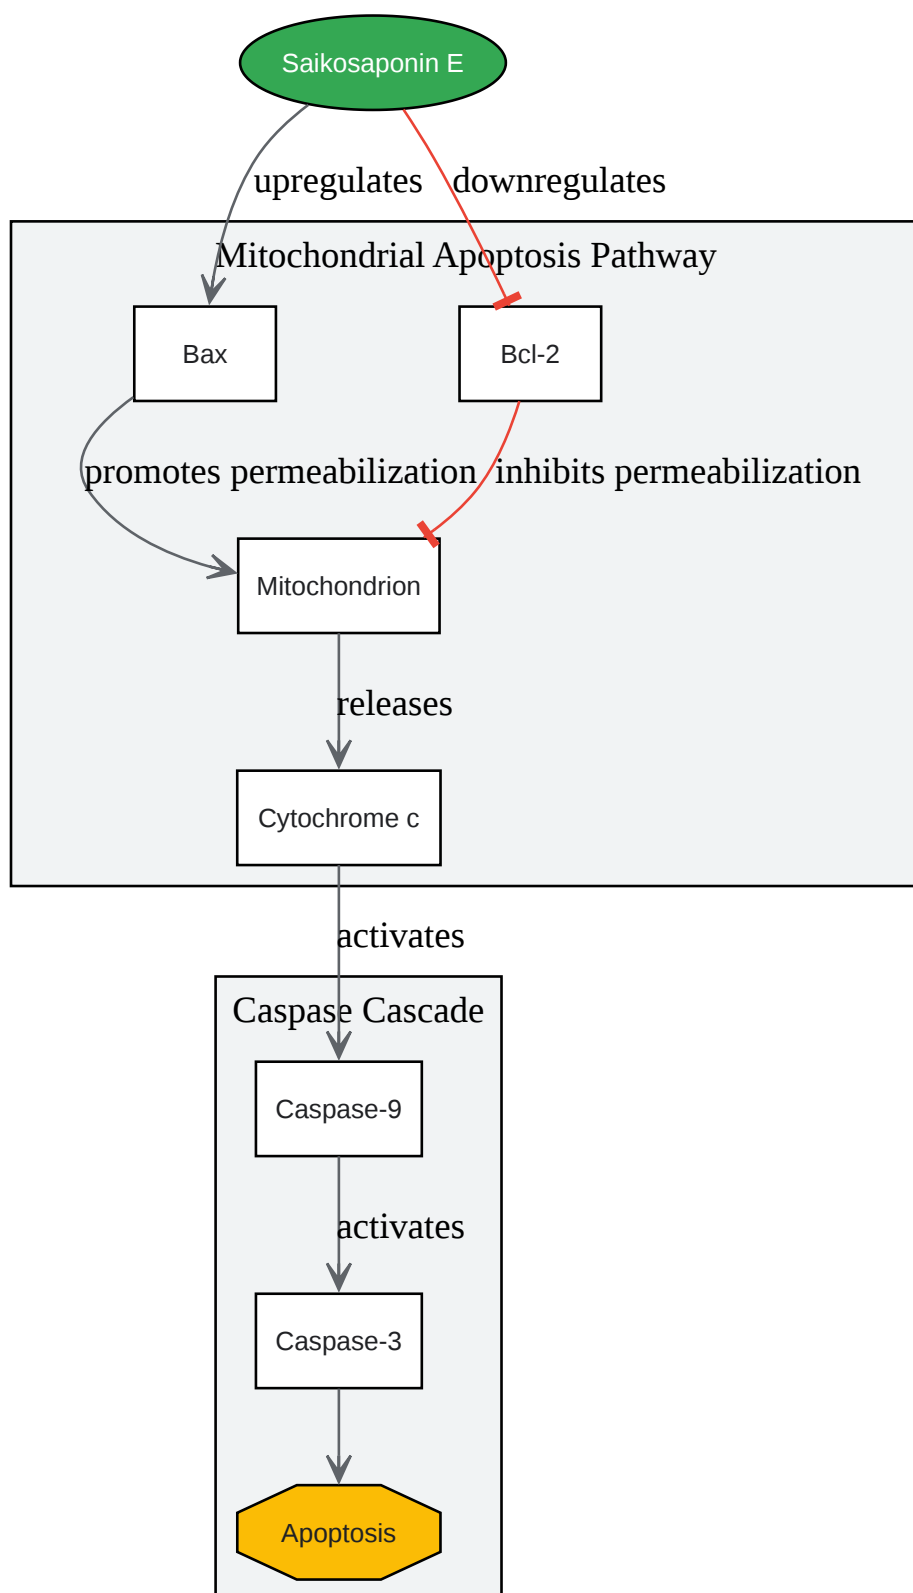 Saikosaponin E
upregulates
downregulates
Mitochondrial Apoptosis Pathway
Bax
Bcl-2
promotes permeabilization
inhibits permeabilization
Mitochondrion
releases
Cytochrome c
activates
Caspase Cascade
Caspase-9
activates
Caspase-3
Apoptosis